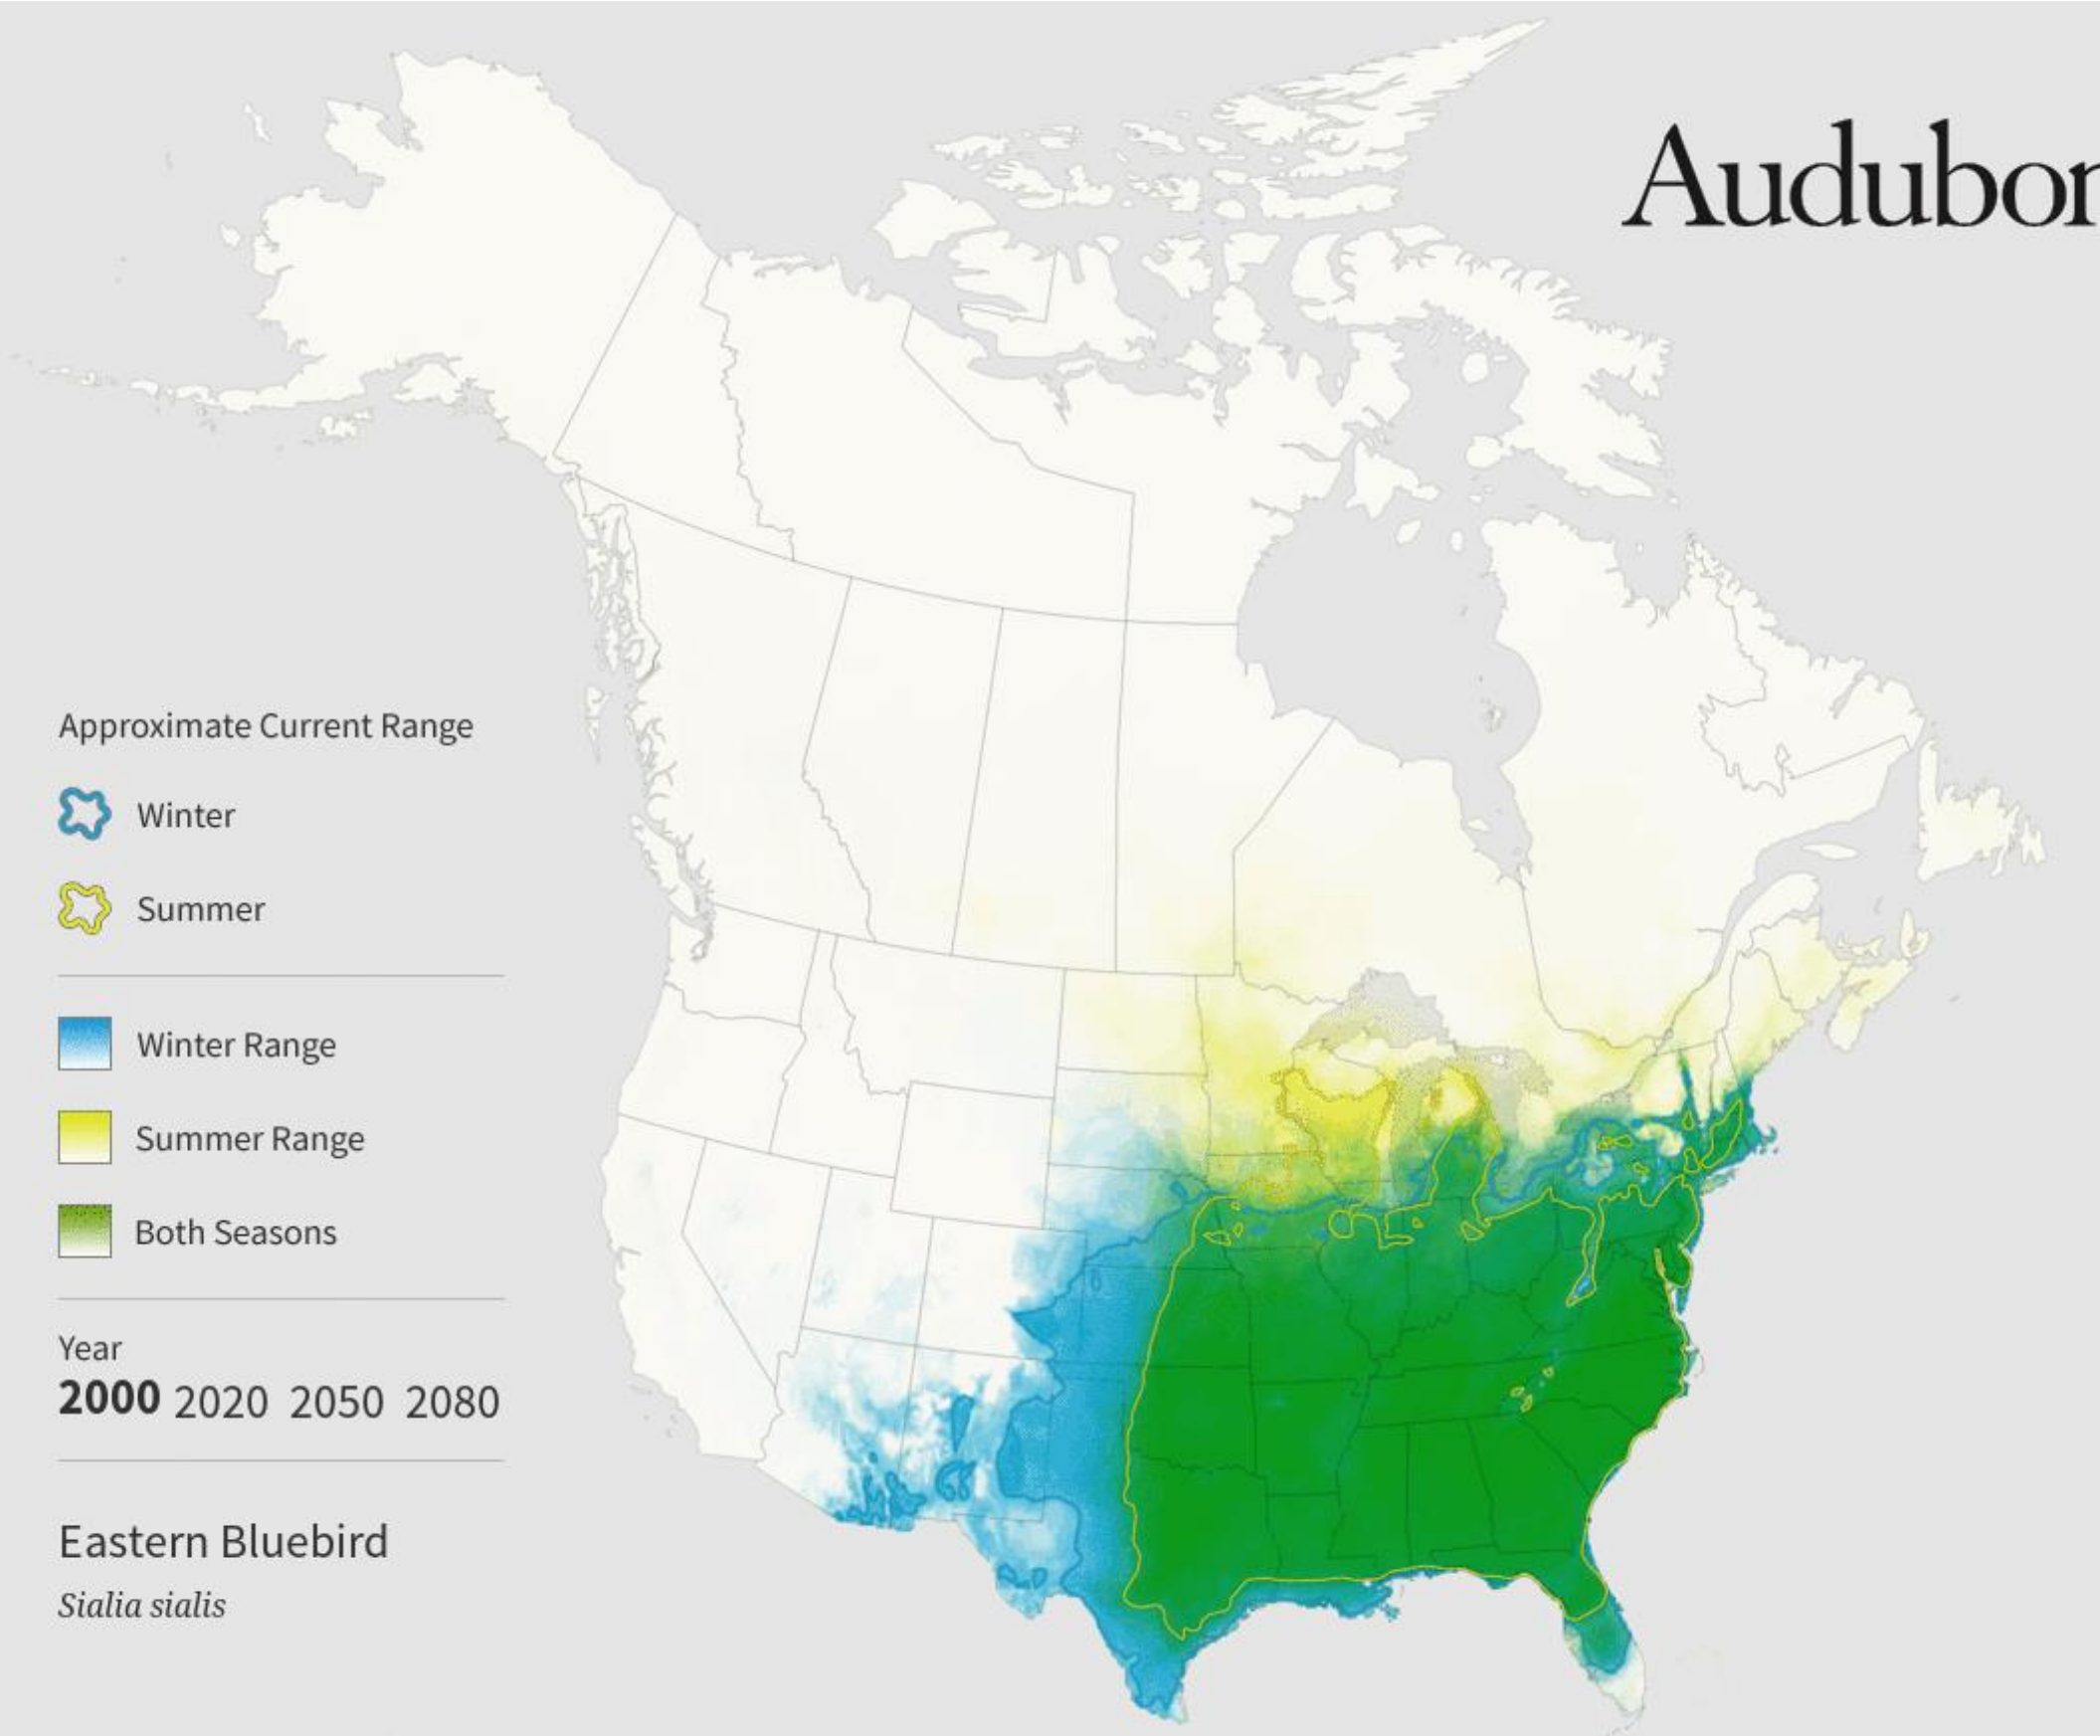 Audubon
Approximate Current Range
Winter
Summer
Winter Range
Summer Range
Both Seasons
Year
2000 2020 2050 2080
Eastern Bluebird
Sialia sialis